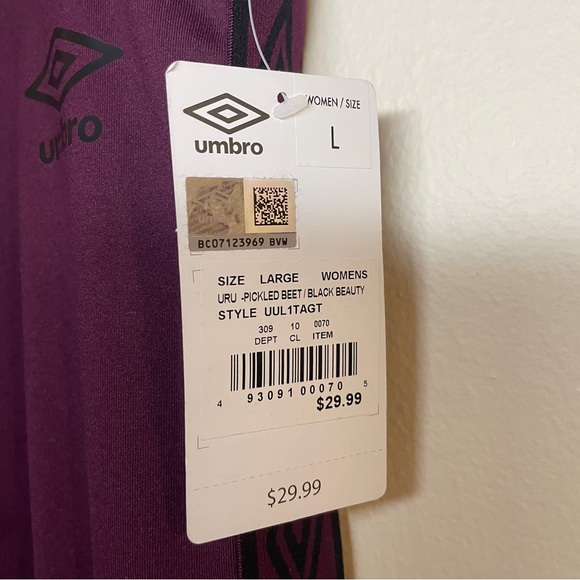 umbro
WOMEN / SIZE
umbro
L
BC07123969 BVW
SIZE LARGE WOMENS
URU -PICKLED BEET / BLACK BEAUTY
STYLE UUL1TAGT
309 10 0070
DEPT CL ITEM
4 93091 00070 5
$29.99
$29.99